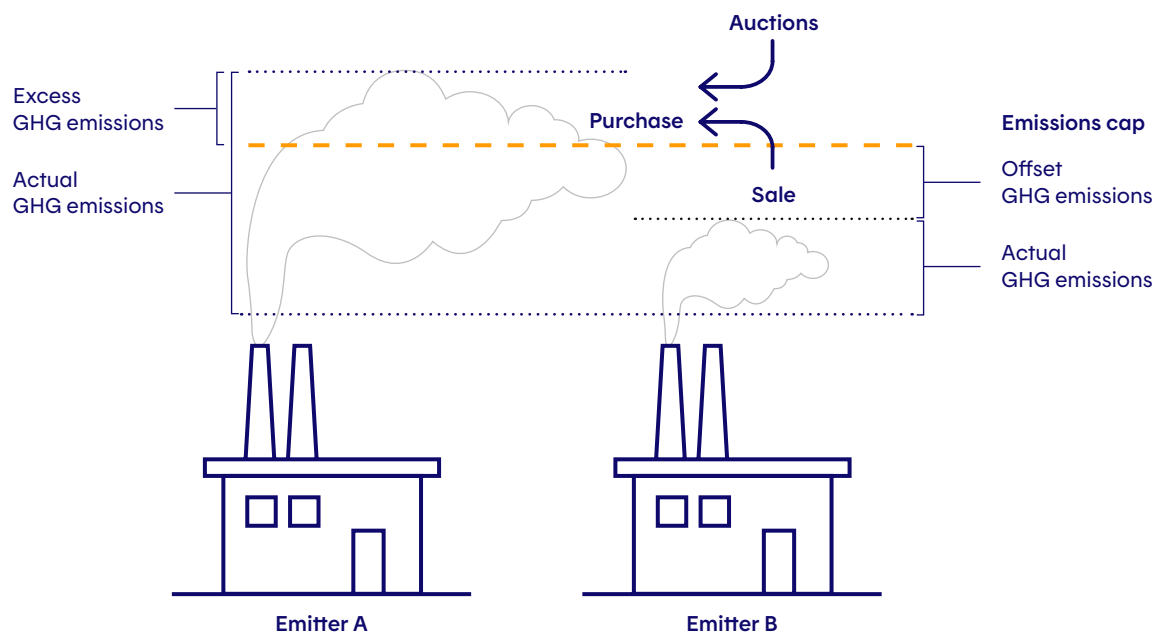 Auctions
Excess
GHG emissions
Purchase
Emissions cap
Actual
GHG emissions
Sale
Offset
GHG emissions
Actual
GHG emissions
Emitter A
Emitter B